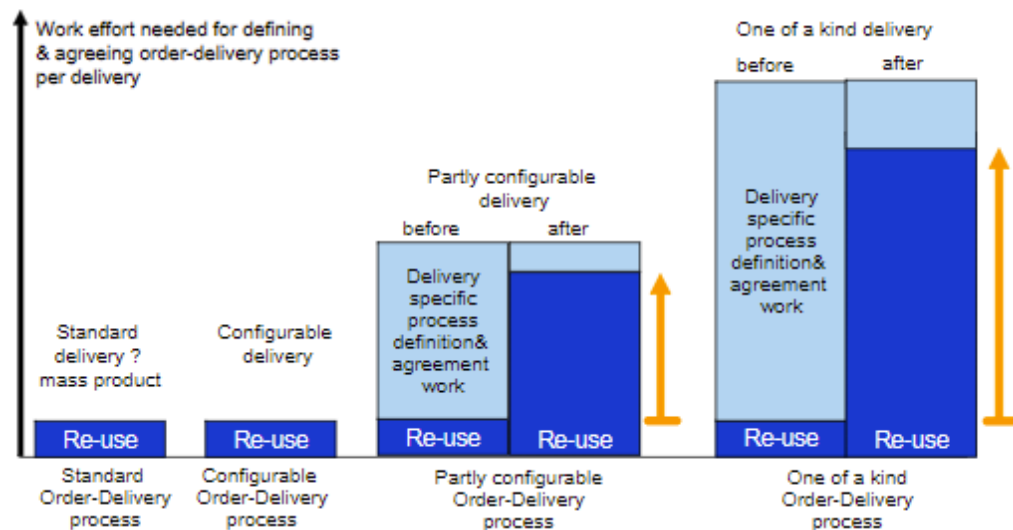 Work effort needed for defining
& agreeing order-delivery process
per delivery
One of a kind delivery
before
after
Partly configurable
delivery
before
after
Delivery
specific
process
definition&
agreement
work
Delivery
specific
process
definition&
agreement
work
Standard
delivery ?
mass product
Configurable
delivery
Re-use
Re-use
Re-use
Re-use
Re-use
Re-use
Standard
Order-Delivery
process
Configurable
Order-Delivery
process
Partly configurable
Order-Delivery
process
One of a kind
Order-Delivery
process